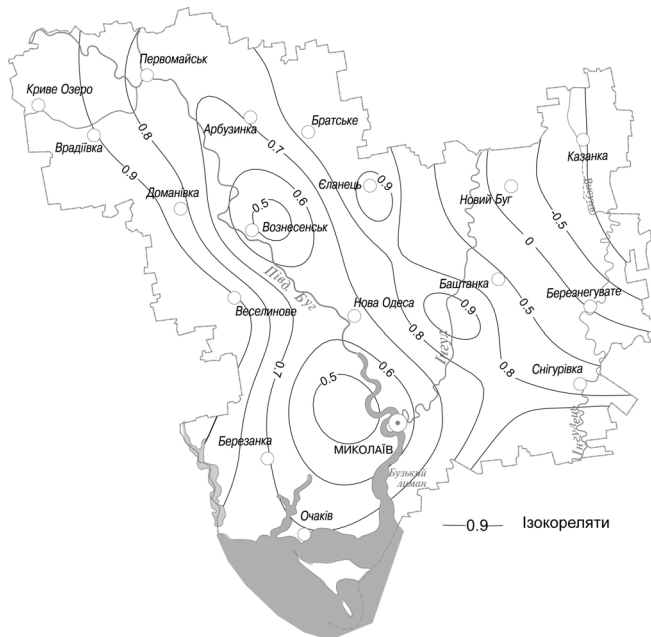 Первомайськ
Криве Озеро
Врадіївка
Арбузинка
Братське
Казанка
Доманівка
Єланець
Новий Буг
Вознесенськ
Півд. Буг
Веселинове
Нова Одеса
Баштанка
Березнегувате
Інгул
Снігурівка
Інгулець
Березанка
МИКОЛАЇВ
Бузький
лиман
Очаків
0.9
0.8
0.7
0.6
0.5
0.9
0.9
0.8
0.7
0.6
0.5
0.8
0.5
0
-0.5
0.9 Ізокореляти